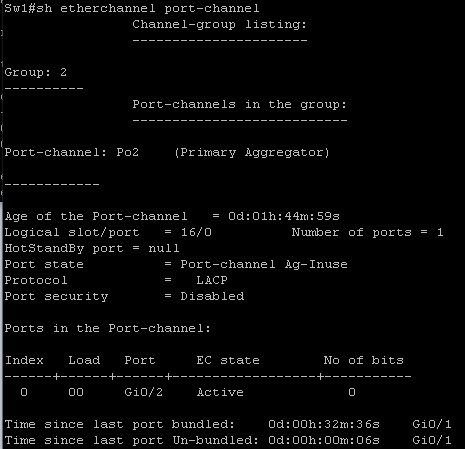 Sw1#sh etherchannel port-channel
Channel-group listing:
----------------------
Group: 2
----------
Port-channels in the group:
---------------------------
Port-channel: Po2    (Primary Aggregator)
------------
Age of the Port-channel   = 0d:01h:44m:59s
Logical slot/port   = 16/0          Number of ports = 1
HotStandBy port = null
Port state          = Port-channel Ag-Inuse
Protocol            =   LACP
Port security       = Disabled
Ports in the Port-channel:
Index   Load   Port     EC state        No of bits
------+------+------+------------------+-----------
0     00     Gi0/2    Active             0
Time since last port bundled:    0d:00h:32m:36s    Gi0/1
Time since last port Un-bundled: 0d:00h:00m:06s    Gi0/1